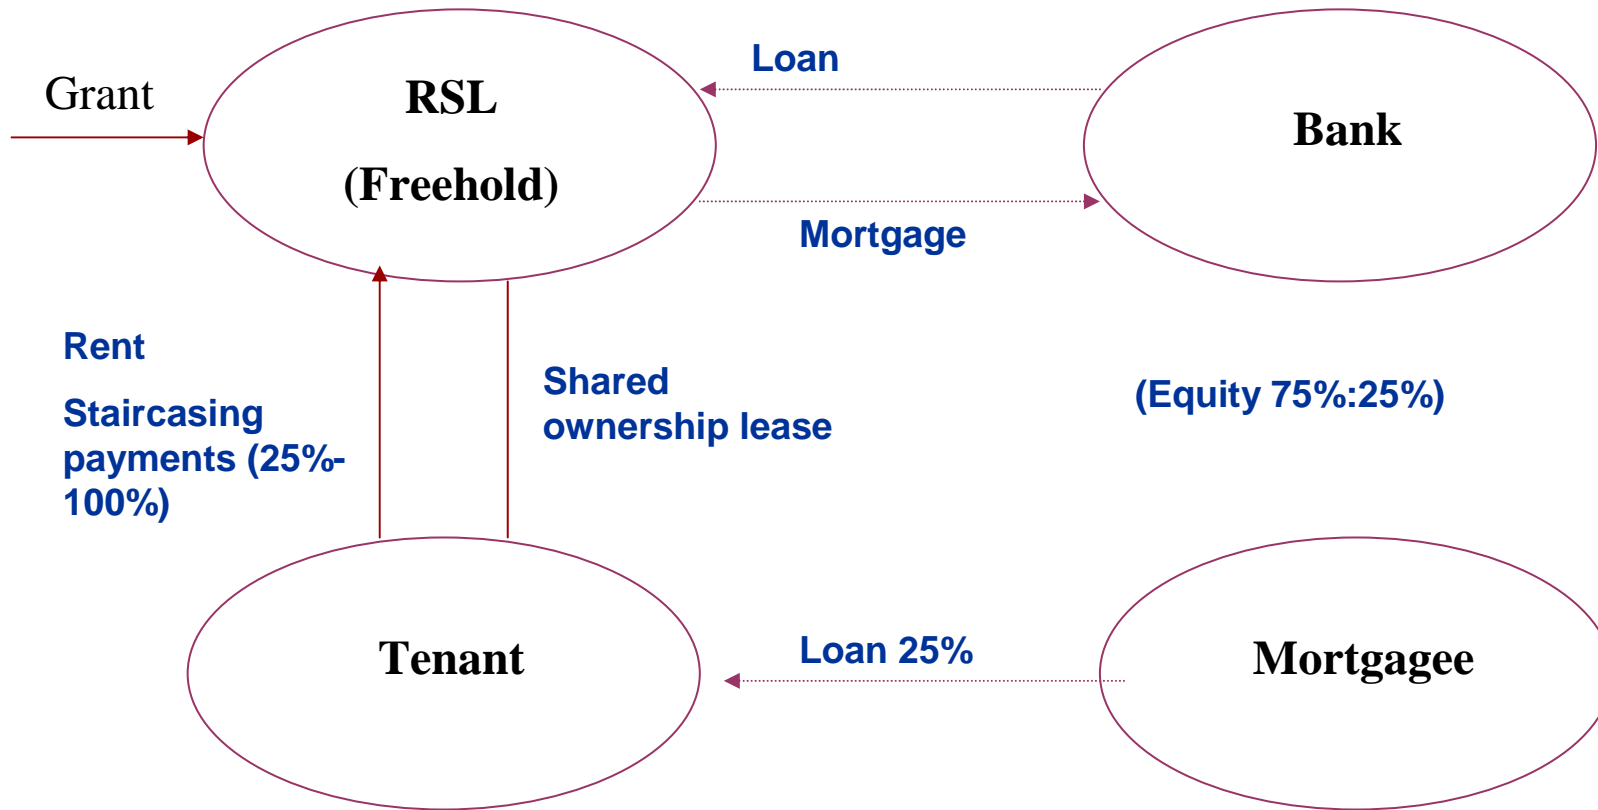 Grant
RSL
(Freehold)
Loan
Bank
Mortgage
Rent
Staircasing
payments (25%-
100%)
Shared
ownership lease
(Equity 75%:25%)
Tenant
Loan 25%
Mortgagee